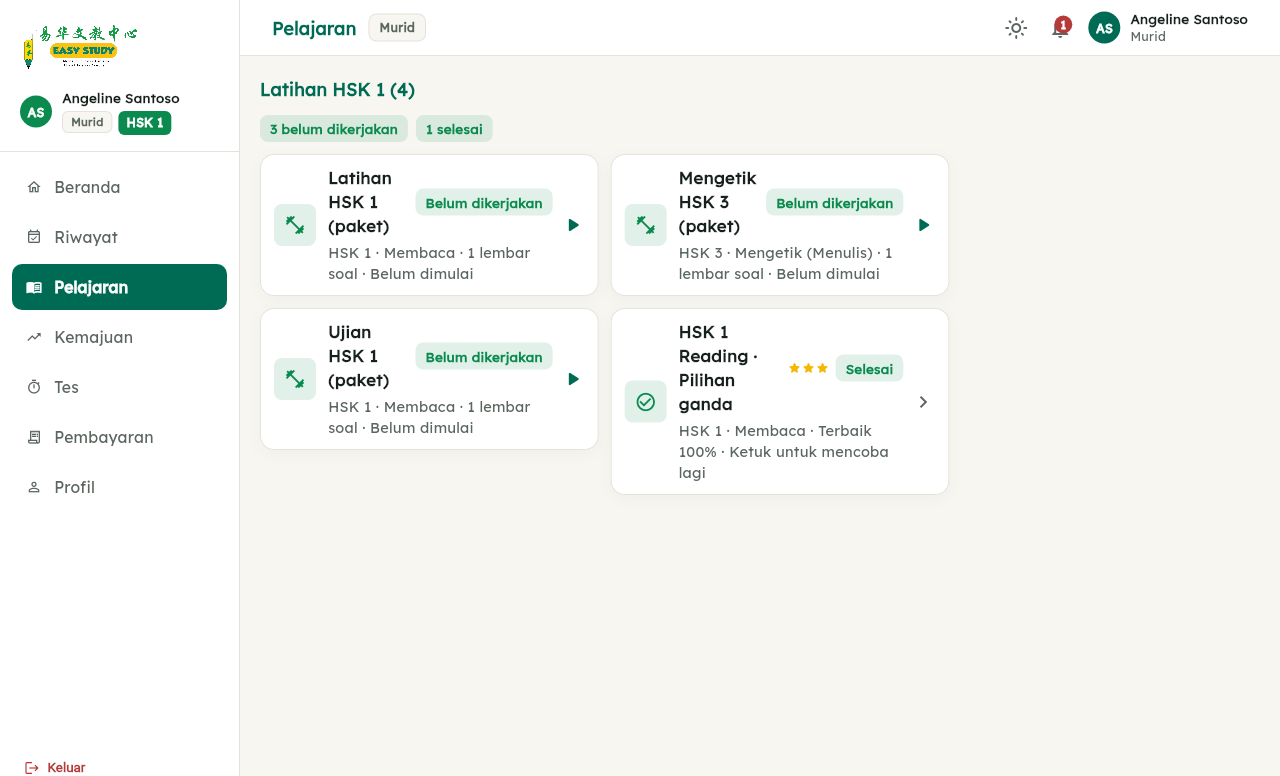 易华文教中心
EASY STUDY
Angeline Santoso
AS
Murid
HSK 1
Beranda
Riwayat
Pelajaran
Kemajuan
Tes
Pembayaran
Profil
Keluar
Pelajaran
Murid
1
AS
Angeline Santoso
Murid
Latihan HSK 1 (4)
3 belum dikerjakan
1 selesai
Latihan
HSK 1
(paket)
Belum dikerjakan
HSK 1 · Membaca · 1 lembar
soal · Belum dimulai
Mengetik
HSK 3
(paket)
Belum dikerjakan
HSK 3 · Mengetik (Menulis) · 1
lembar soal · Belum dimulai
Ujian
HSK 1
(paket)
Belum dikerjakan
HSK 1 · Membaca · 1 lembar
soal · Belum dimulai
HSK 1
Reading ·
Pilihan
ganda
Selesai
HSK 1 · Membaca · Terbaik
100% · Ketuk untuk mencoba
lagi